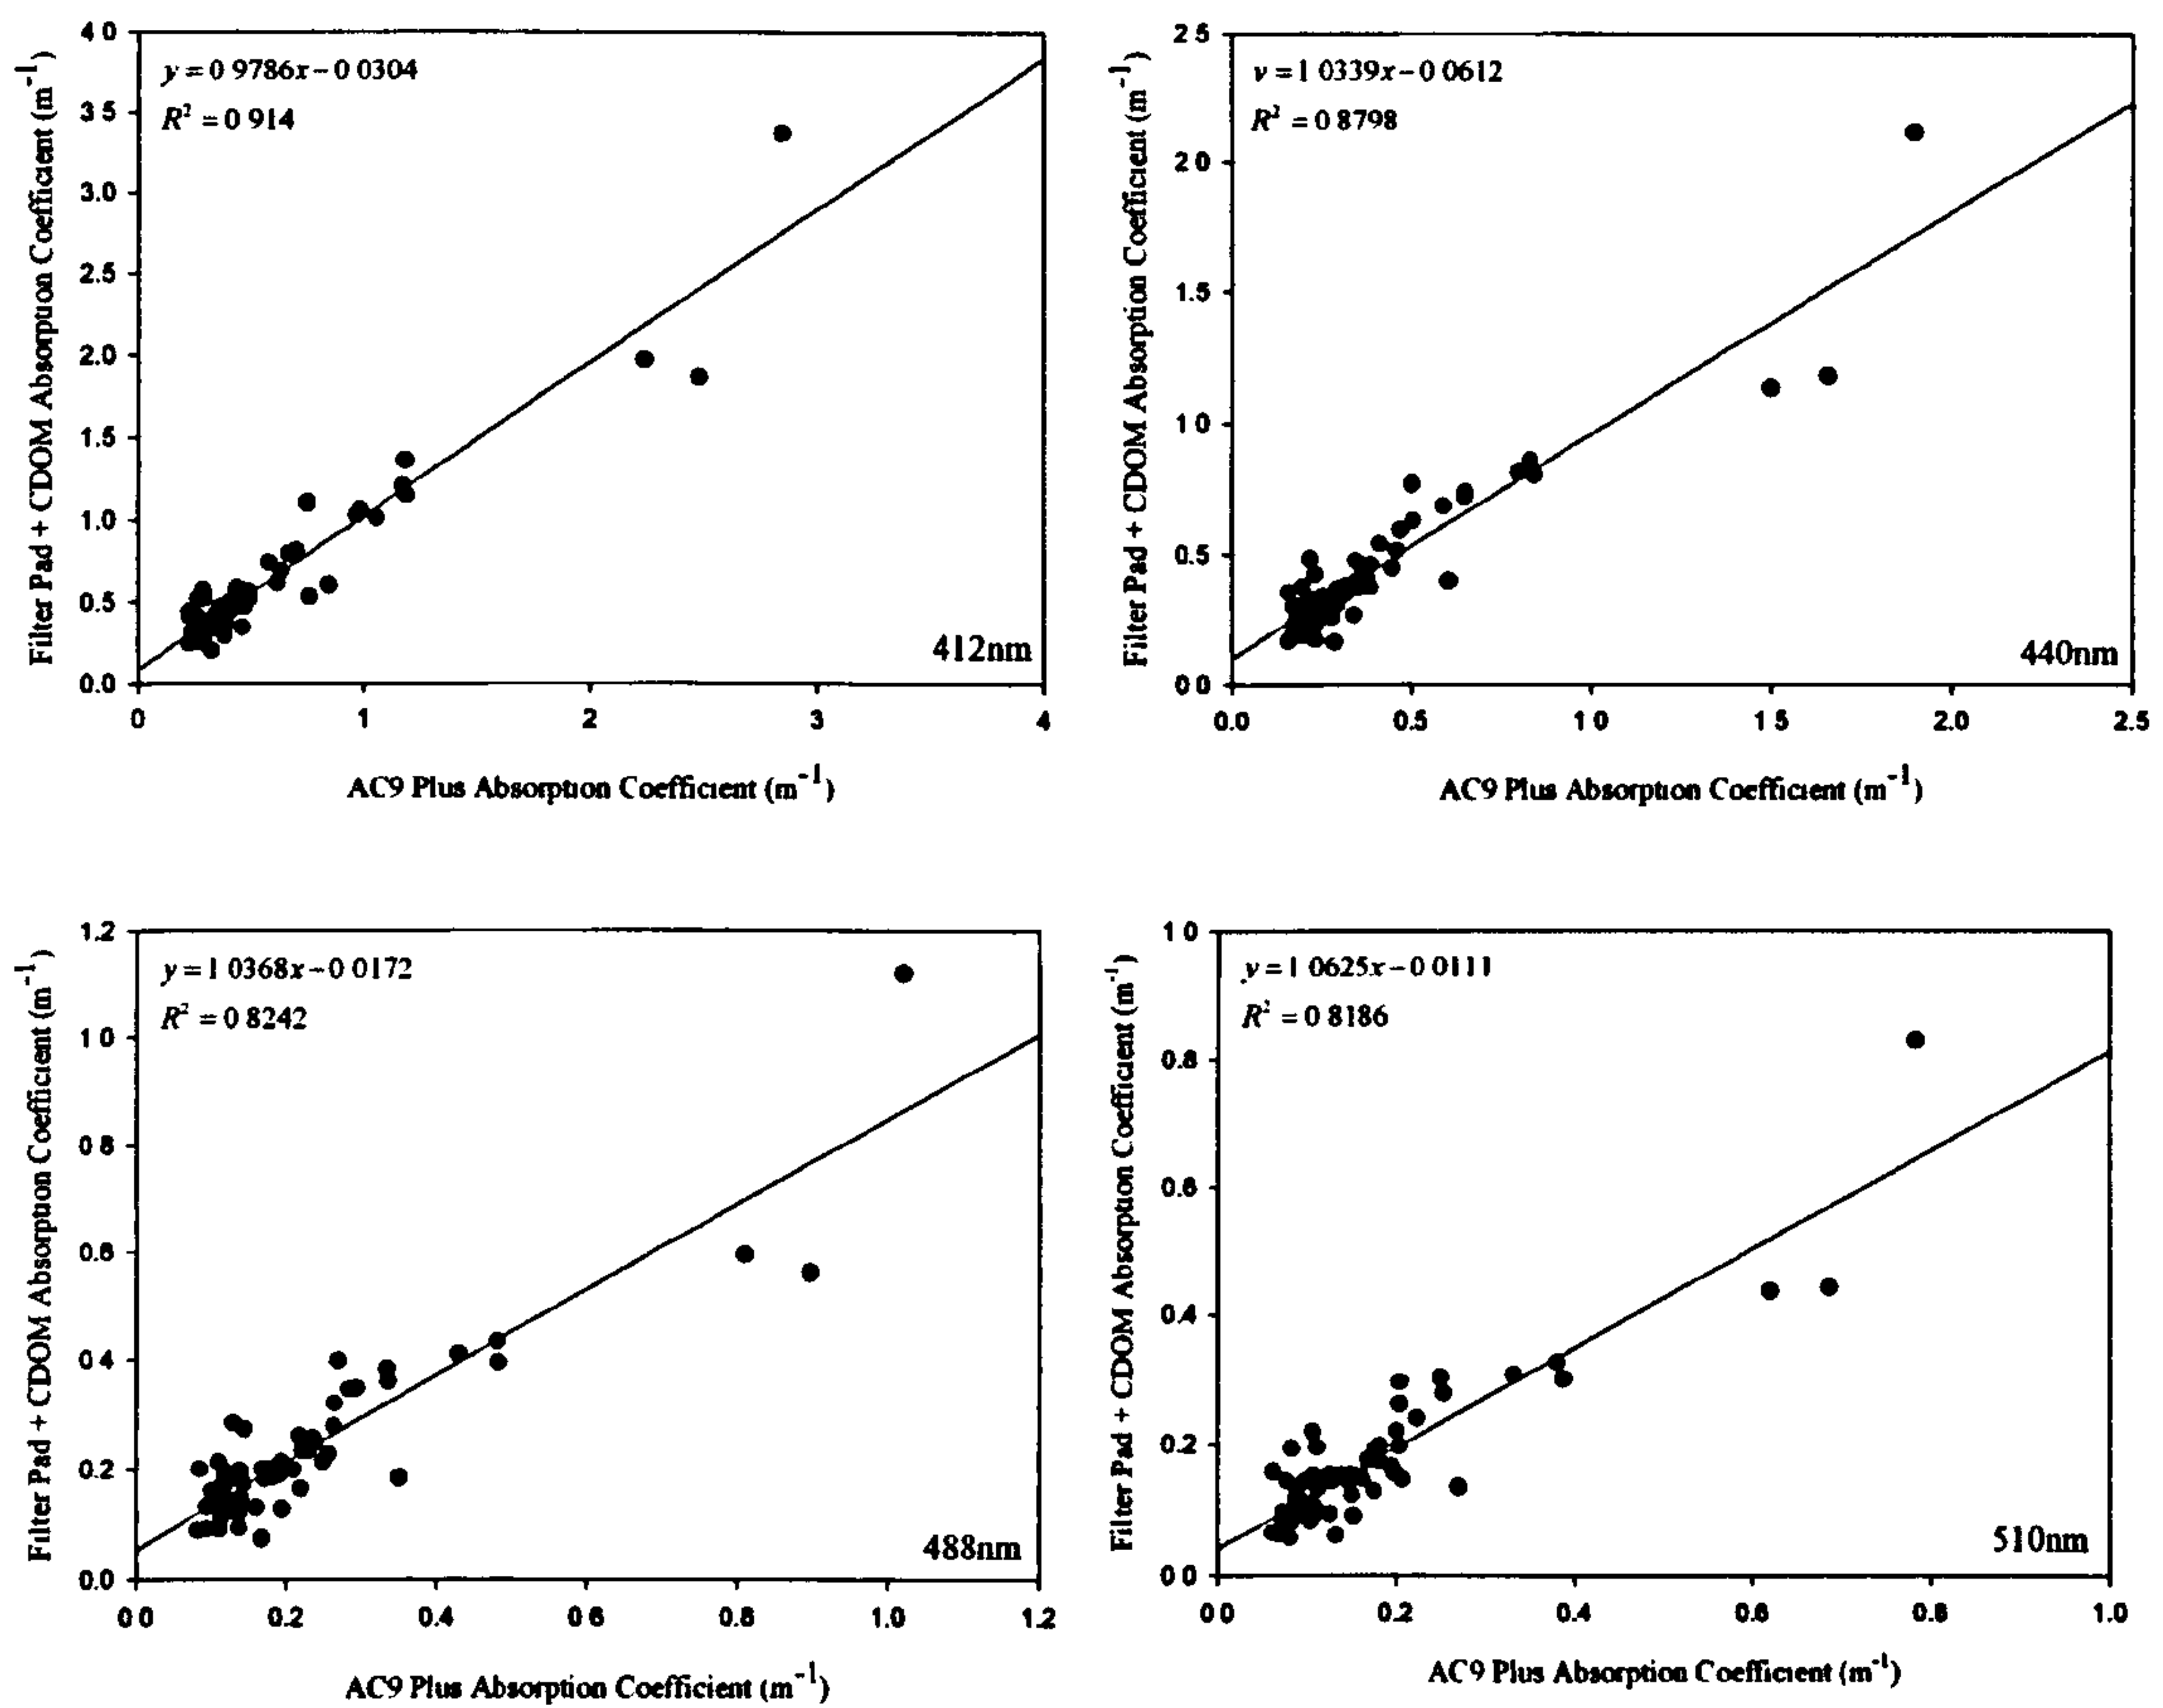 y = 0 9786x − 0 0304
R² = 0 914
4 0
3 5
3.0
2.5
2.0
1.5
1.0
0.5
0.0
0
1
2
3
4
412nm
Filter Pad + CDOM Absorption Coefficient (m⁻¹)
AC9 Plus Absorption Coefficient (m⁻¹)
y = 1 0339x − 0 0612
R² = 0 8798
2 5
2 0
1.5
1 0
0.5
0 0
0.0
0.5
1 0
1 5
2.0
2.5
440nm
Filter Pad + CDOM Absorption Coefficient (m⁻¹)
AC9 Plus Absorption Coefficient (m⁻¹)
y = 1 0368x − 0 0172
R² = 0 8242
1.2
1 0
0 8
0.6
0 4
0.2
0.0
0 0
0.2
0.4
0 6
0.8
1.0
1.2
488nm
Filter Pad + CDOM Absorption Coefficient (m⁻¹)
AC9 Plus Absorption Coefficient (m⁻¹)
y = 1 0625x − 0 0111
R² = 0 8186
1 0
0.8
0.6
0.4
0.2
0 0
0 0
0.2
0.4
0.6
0.8
1.0
510nm
Filter Pad + CDOM Absorption Coefficient (m⁻¹)
AC9 Plus Absorption Coefficient (m⁻¹)